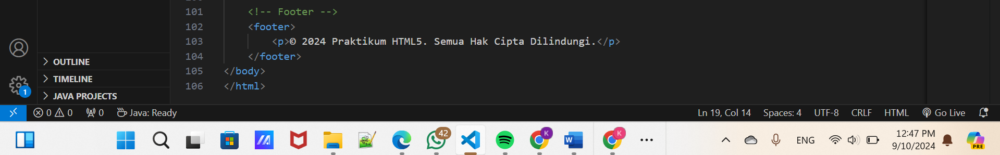 101 <!-- Footer -->
102 <footer>
103 <p>© 2024 Praktikum HTML5. Semua Hak Cipta Dilindungi.</p>
104 </footer>
105 </body>
106 </html>
OUTLINE
TIMELINE
JAVA PROJECTS
1
0 0 0 Java: Ready Ln 19, Col 14 Spaces: 4 UTF-8 CRLF HTML Go Live
42 K W K ENG 12:47 PM
9/10/2024
PRE